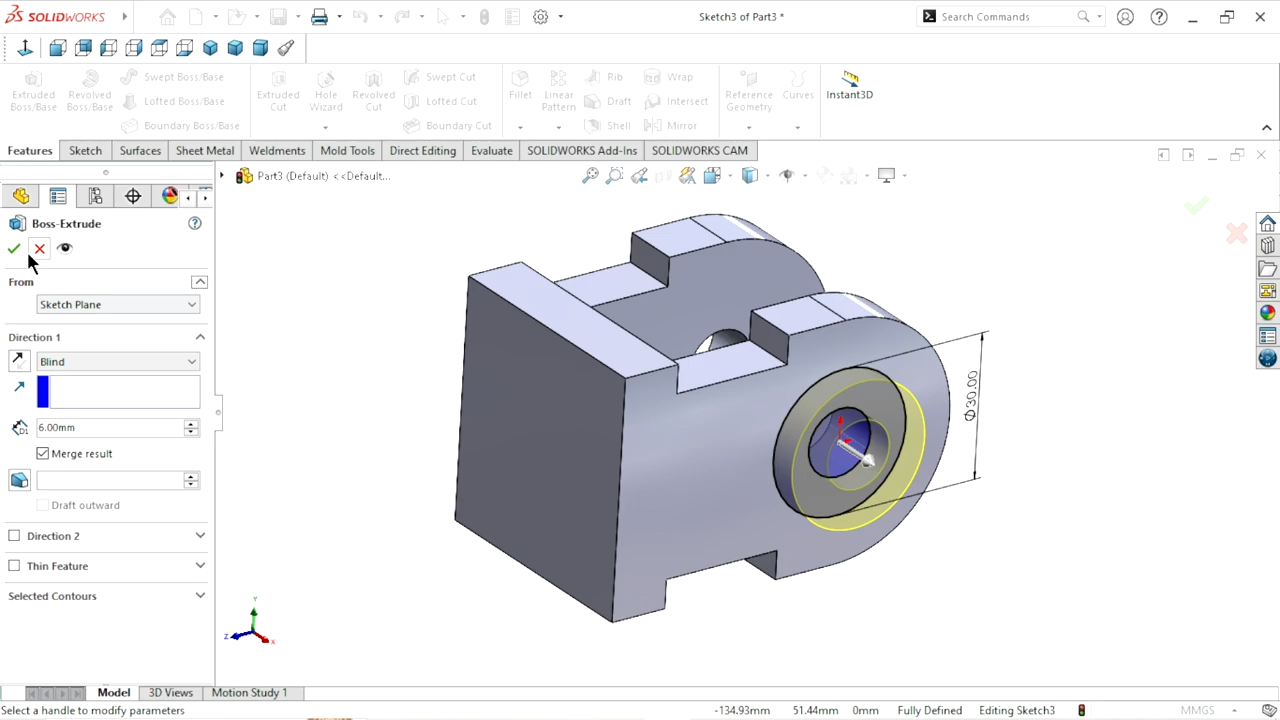 SOLIDWORKS
Sketch3 of Part3 *
Search Commands
Extruded Boss/Base
Revolved Boss/Base
Swept Boss/Base
Lofted Boss/Base
Boundary Boss/Base
Extruded Cut
Hole Wizard
Revolved Cut
Swept Cut
Lofted Cut
Boundary Cut
Fillet
Linear Pattern
Rib
Draft
Shell
Wrap
Intersect
Mirror
Reference Geometry
Curves
Instant3D
Features Sketch Surfaces Sheet Metal Weldments Mold Tools Direct Editing Evaluate SOLIDWORKS Add-Ins SOLIDWORKS CAM
Part3 (Default) <<Default...
Boss-Extrude
From
Sketch Plane
Direction 1
Blind
D1
6.00mm
Merge result
Draft outward
Direction 2
Thin Feature
Selected Contours
Ø30.00
Y
Z
X
Model 3D Views Motion Study 1
Select a handle to modify parameters
-134.93mm 51.44mm 0mm Fully Defined Editing Sketch3 MMGS